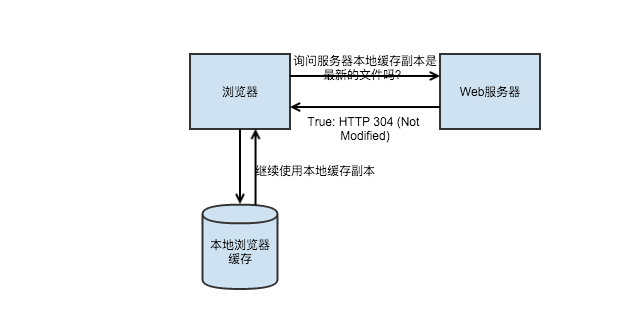 询问服务器本地缓存副本是
最新的文件吗?
浏览器
Web服务器
True: HTTP 304 (Not
Modified)
继续使用本地缓存副本
本地浏览器
缓存